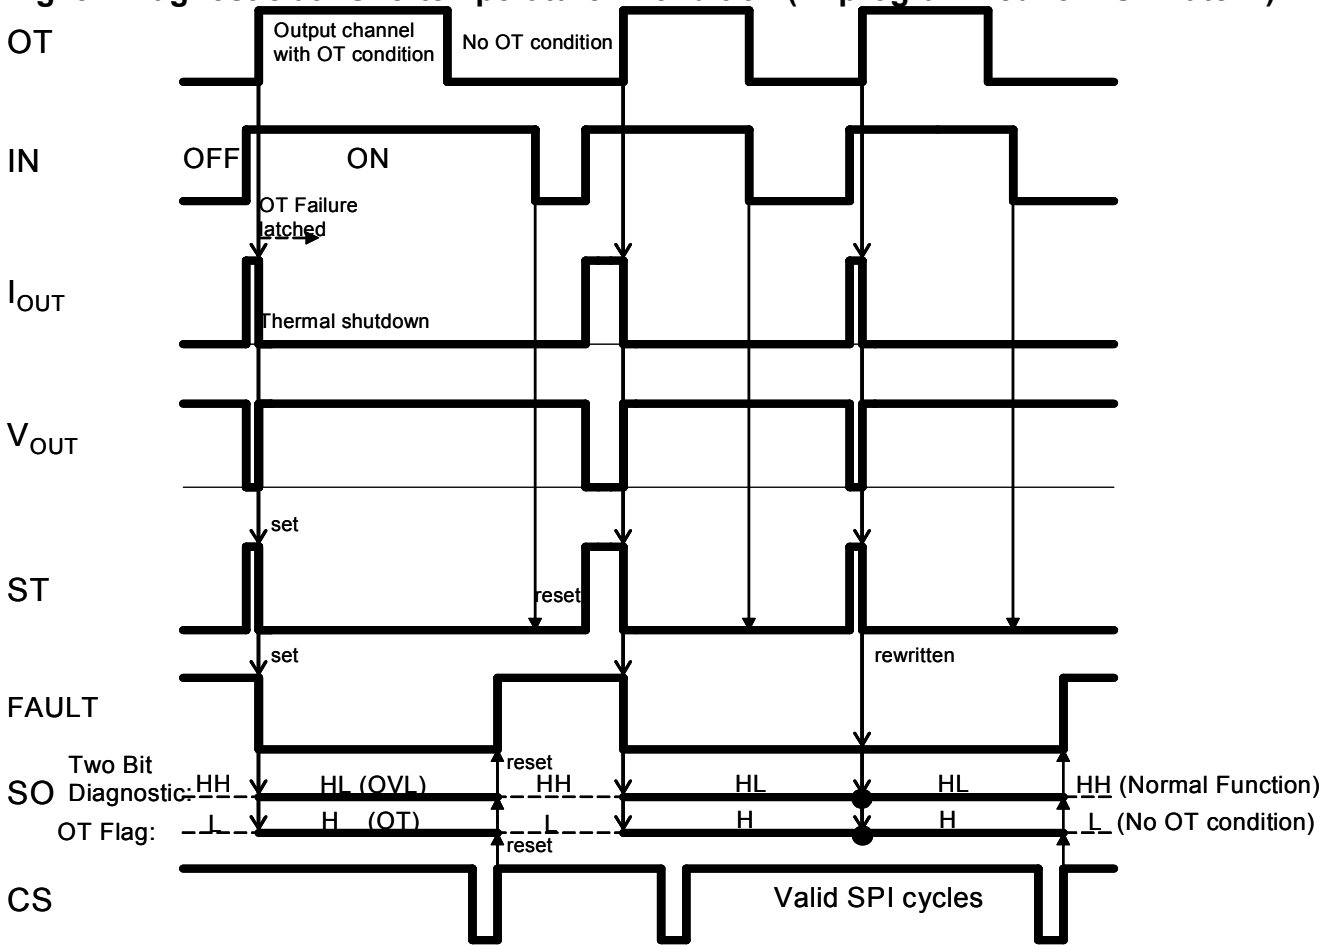 OT
Output channel
with OT condition
No OT condition
IN
OFF
ON
OT Failure
latched
IOUT
Thermal shutdown
VOUT
set
ST
reset
set
rewritten
FAULT
reset
SO
Two Bit
Diagnostic:
HH
HL (OVL)
HH
HL
HL
HH (Normal Function)
OT Flag:
L
H (OT)
L
H
H
L (No OT condition)
reset
CS
Valid SPI cycles